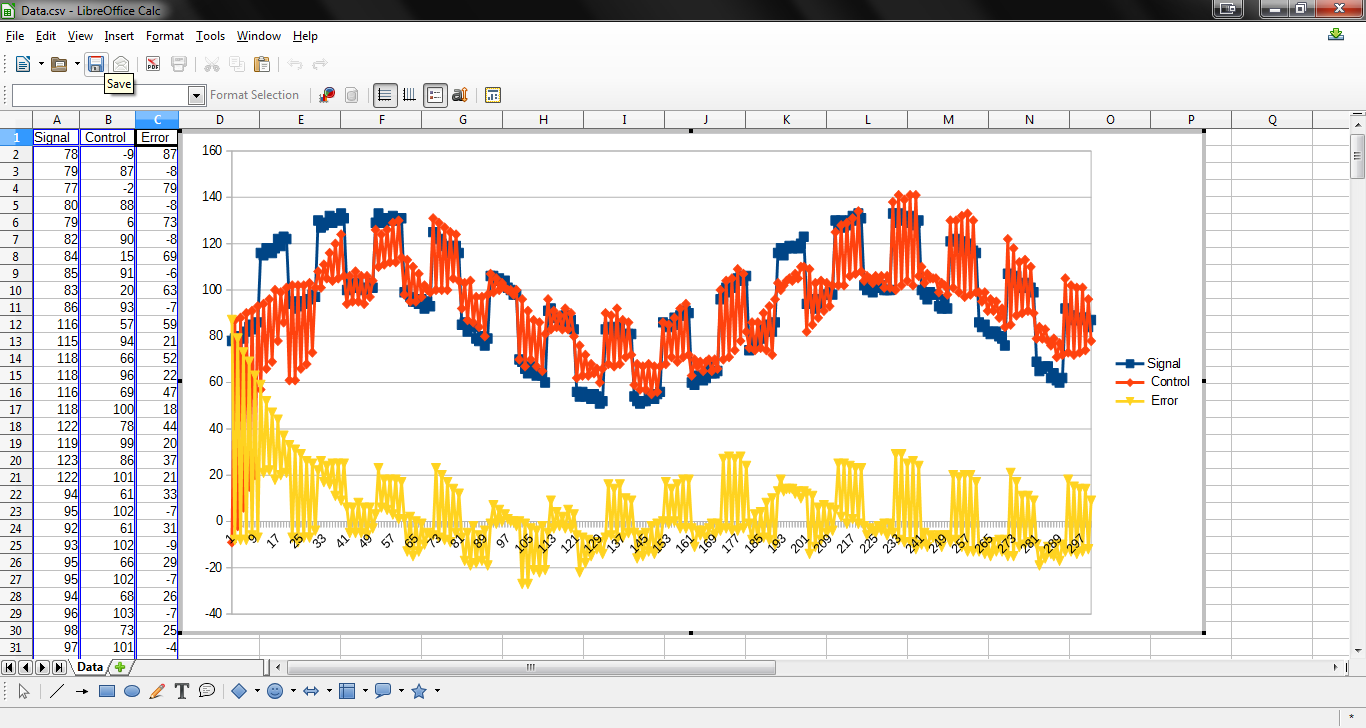 Data.csv - LibreOffice Calc
File Edit View Insert Format Tools Window Help
PDF
Save
Format Selection
A B C D E F G H I J K L M N O P Q
1 Signal Control Error
2 78 -9 87
3 79 87 -8
4 77 -2 79
5 80 88 -8
6 79 6 73
7 82 90 -8
8 84 15 69
9 85 91 -6
10 83 20 63
11 86 93 -7
12 116 57 59
13 115 94 21
14 118 66 52
15 118 96 22
16 116 69 47
17 118 100 18
18 122 78 44
19 119 99 20
20 123 86 37
21 122 101 21
22 94 61 33
23 95 102 -7
24 92 61 31
25 93 102 -9
26 95 66 29
27 95 102 -7
28 94 68 26
29 96 103 -7
30 98 73 25
31 97 101 -4
160
140
120
100
80
60
40
20
0
-20
-40
1 9 17 25 33 41 49 57 65 73 81 89 97 105 113 121 129 137 145 153 161 169 177 185 193 201 209 217 225 233 241 249 257 265 273 281 289 297
Signal
Control
Error
Data
T
*